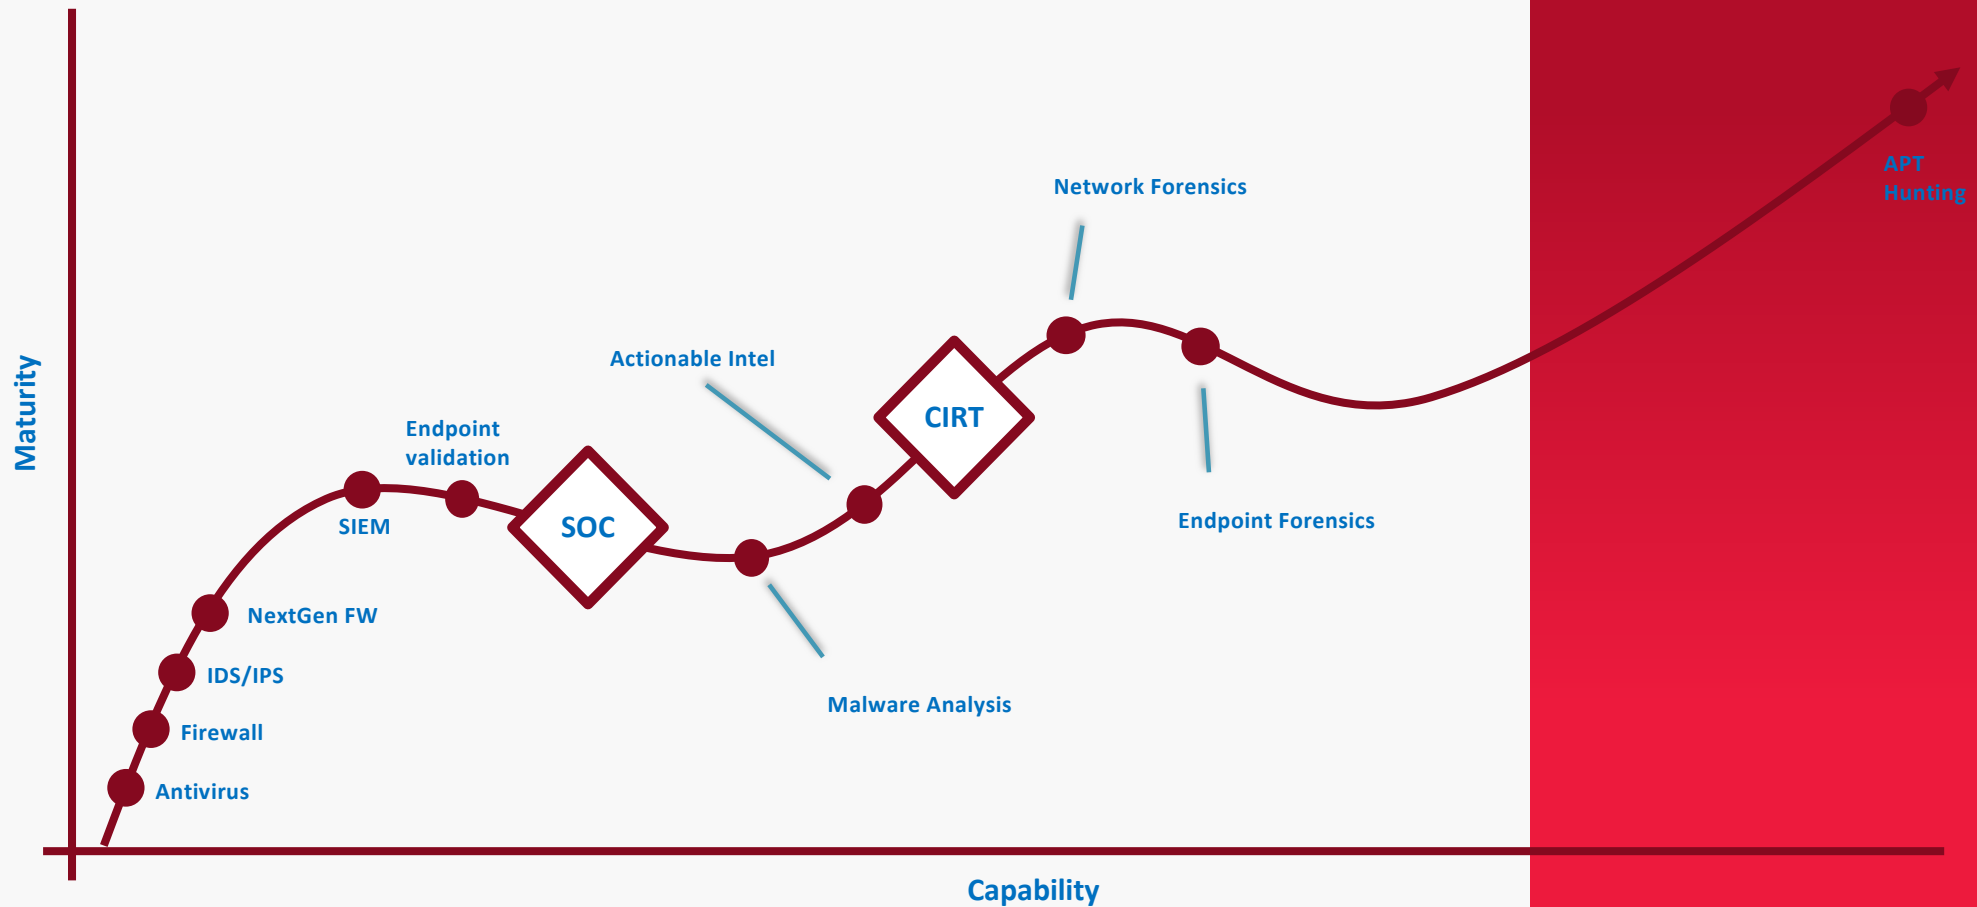 Network Forensics
APT
Hunting
Actionable Intel
Maturity
CIRT
Endpoint
validation
SIEM
SOC
Endpoint Forensics
NextGen FW
IDS/IPS
Malware Analysis
Firewall
Antivirus
Capability